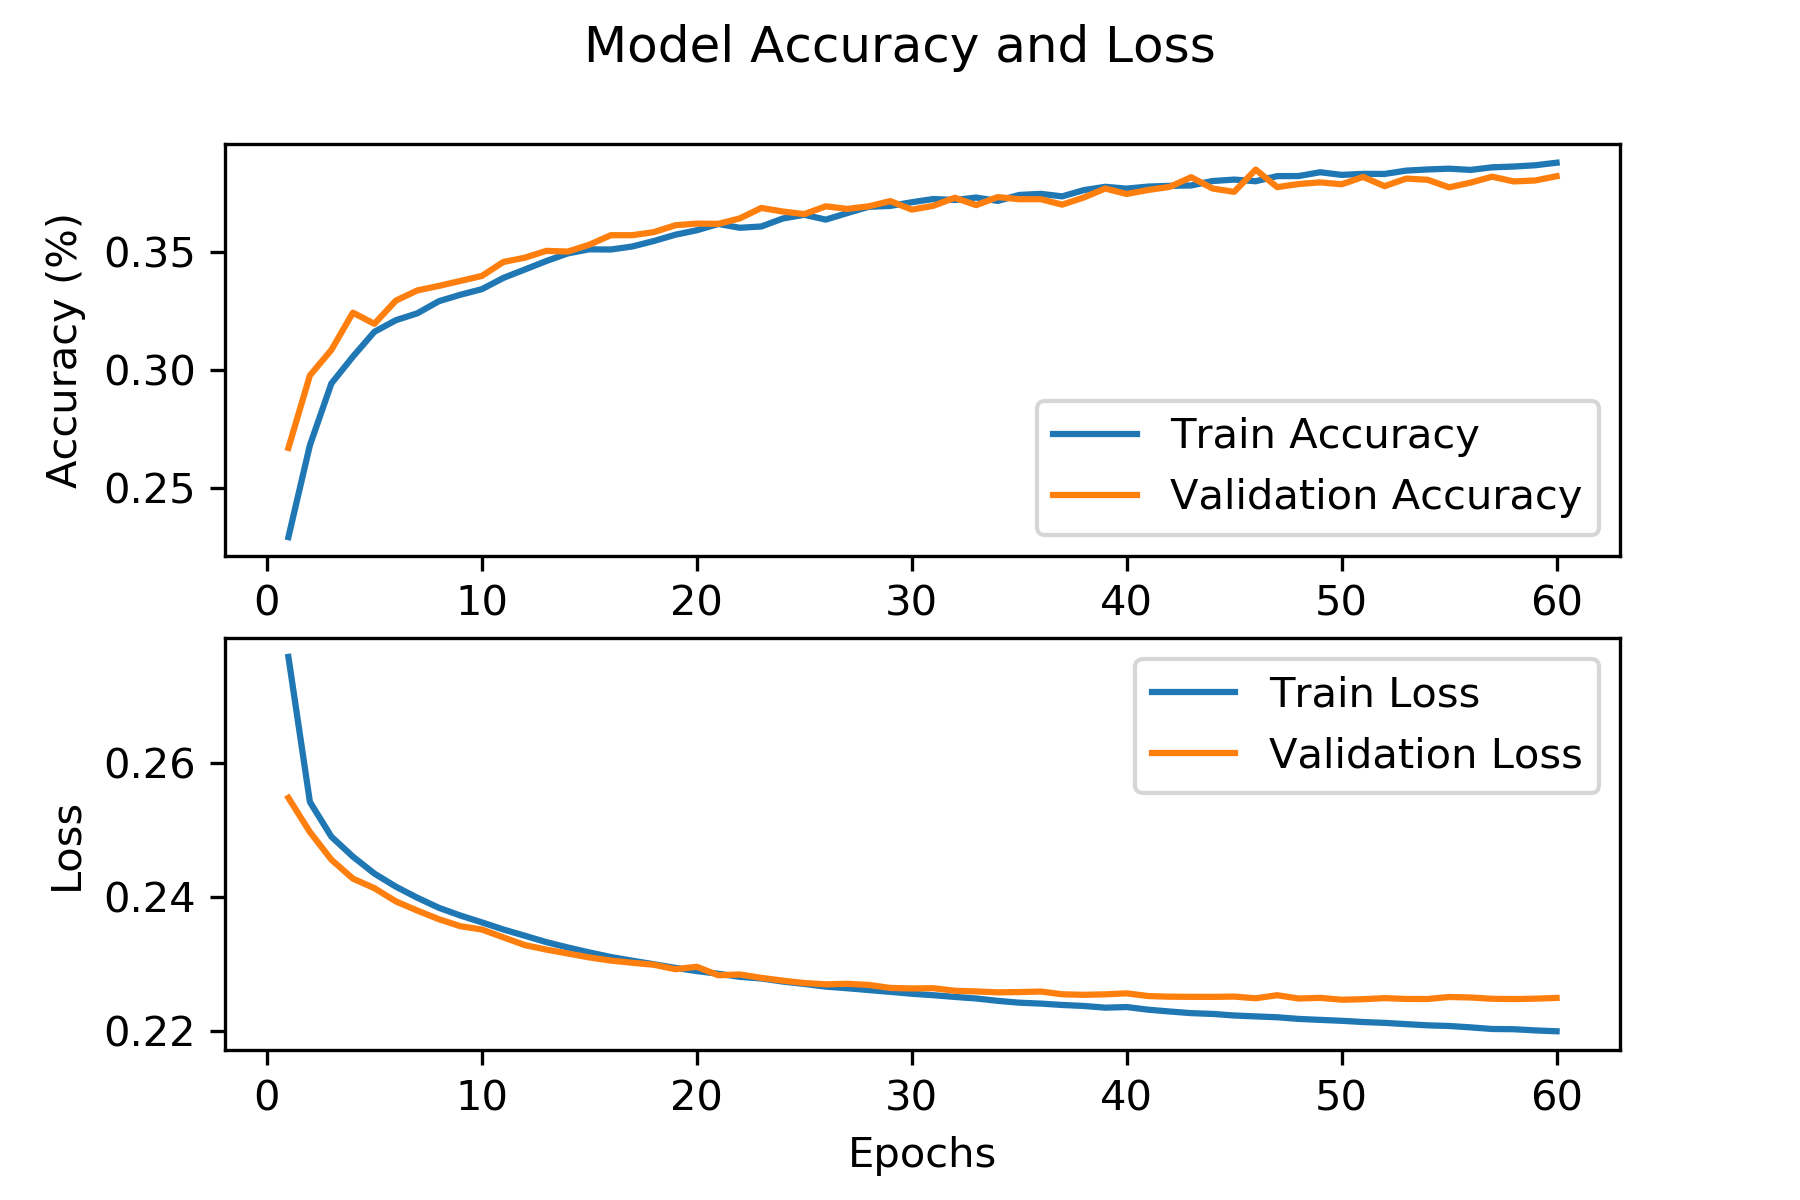 Model Accuracy and Loss
Accuracy (%)
0.35
0.30
0.25
Train Accuracy
Validation Accuracy
0 10 20 30 40 50 60
Loss
0.26
0.24
0.22
Train Loss
Validation Loss
0 10 20 30 40 50 60
Epochs